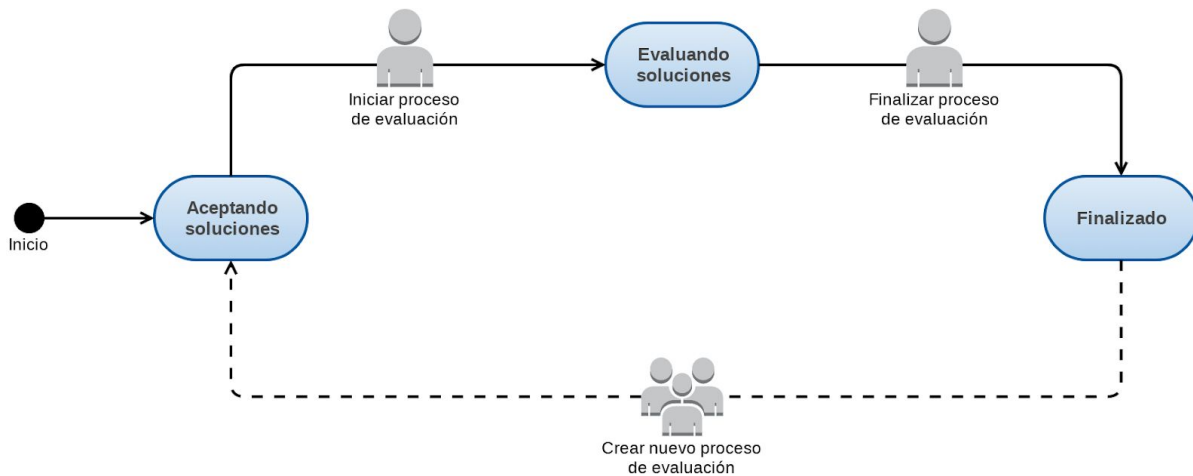 Iniciar proceso
de evaluación
Evaluando
soluciones
Finalizar proceso
de evaluación
Inicio
Aceptando
soluciones
Finalizado
Crear nuevo proceso
de evaluación